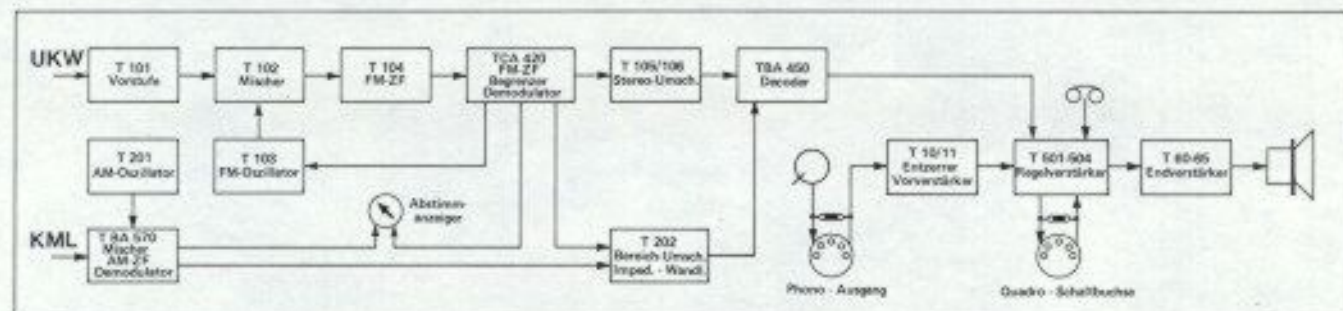 UKW
T 101
Vorstufe
T 102
Mischer
T 104
FM-ZF
TCA 420
FM-ZF
Begrenzer
Demodulator
T 105/106
Stereo-Umsch.
TBA 450
Decoder
T 201
AM-Oszillator
T 103
FM-Oszillator
Abstimm-
anzeiger
T 10/11
Entzerrer
Vorverstärker
T 501-504
Regelverstärker
T 60-65
Endverstärker
KML
T BA 570
Mischer
AM-ZF
Demodulator
T 202
Bereich-Umsch.
Imped. - Wandl.
Phono - Ausgang
Quadro - Schaltbuchse